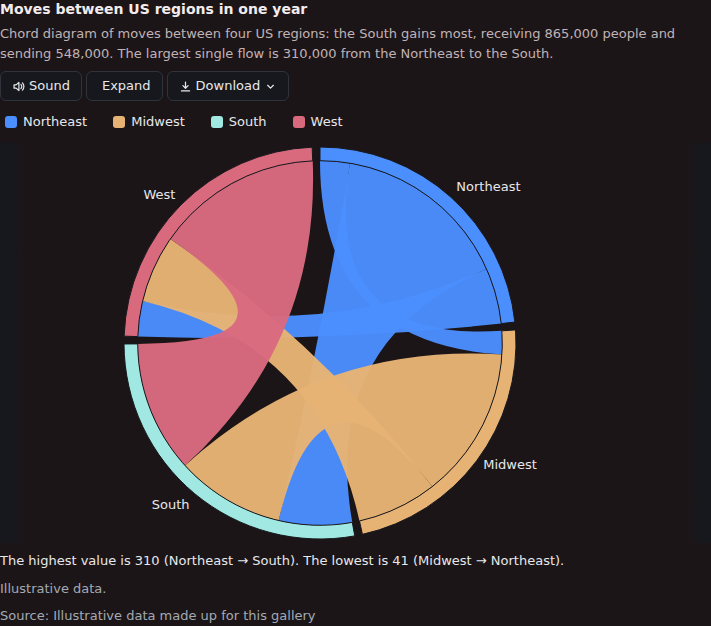 Moves between US regions in one year
Chord diagram of moves between four US regions: the South gains most, receiving 865,000 people and
sending 548,000. The largest single flow is 310,000 from the Northeast to the South.
Sound Expand Download
Northeast Midwest South West
West
Northeast
Midwest
South
The highest value is 310 (Northeast → South). The lowest is 41 (Midwest → Northeast).
Illustrative data.
Source: Illustrative data made up for this gallery